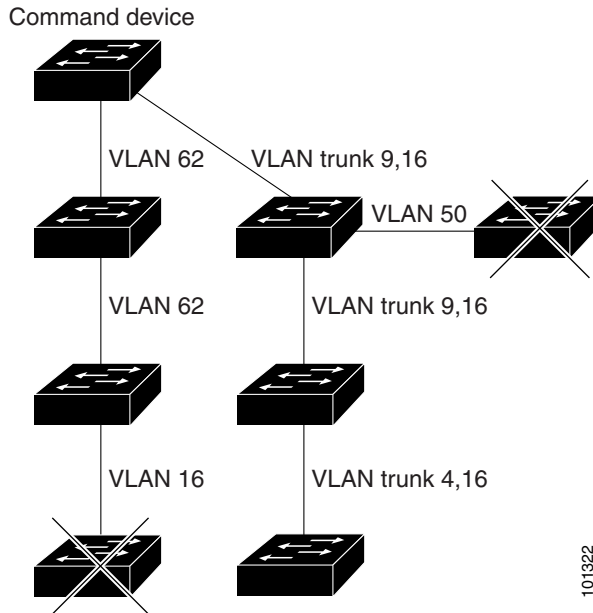 Command device
VLAN 62
VLAN trunk 9,16
VLAN 50
VLAN 62
VLAN trunk 9,16
VLAN 16
VLAN trunk 4,16
101322